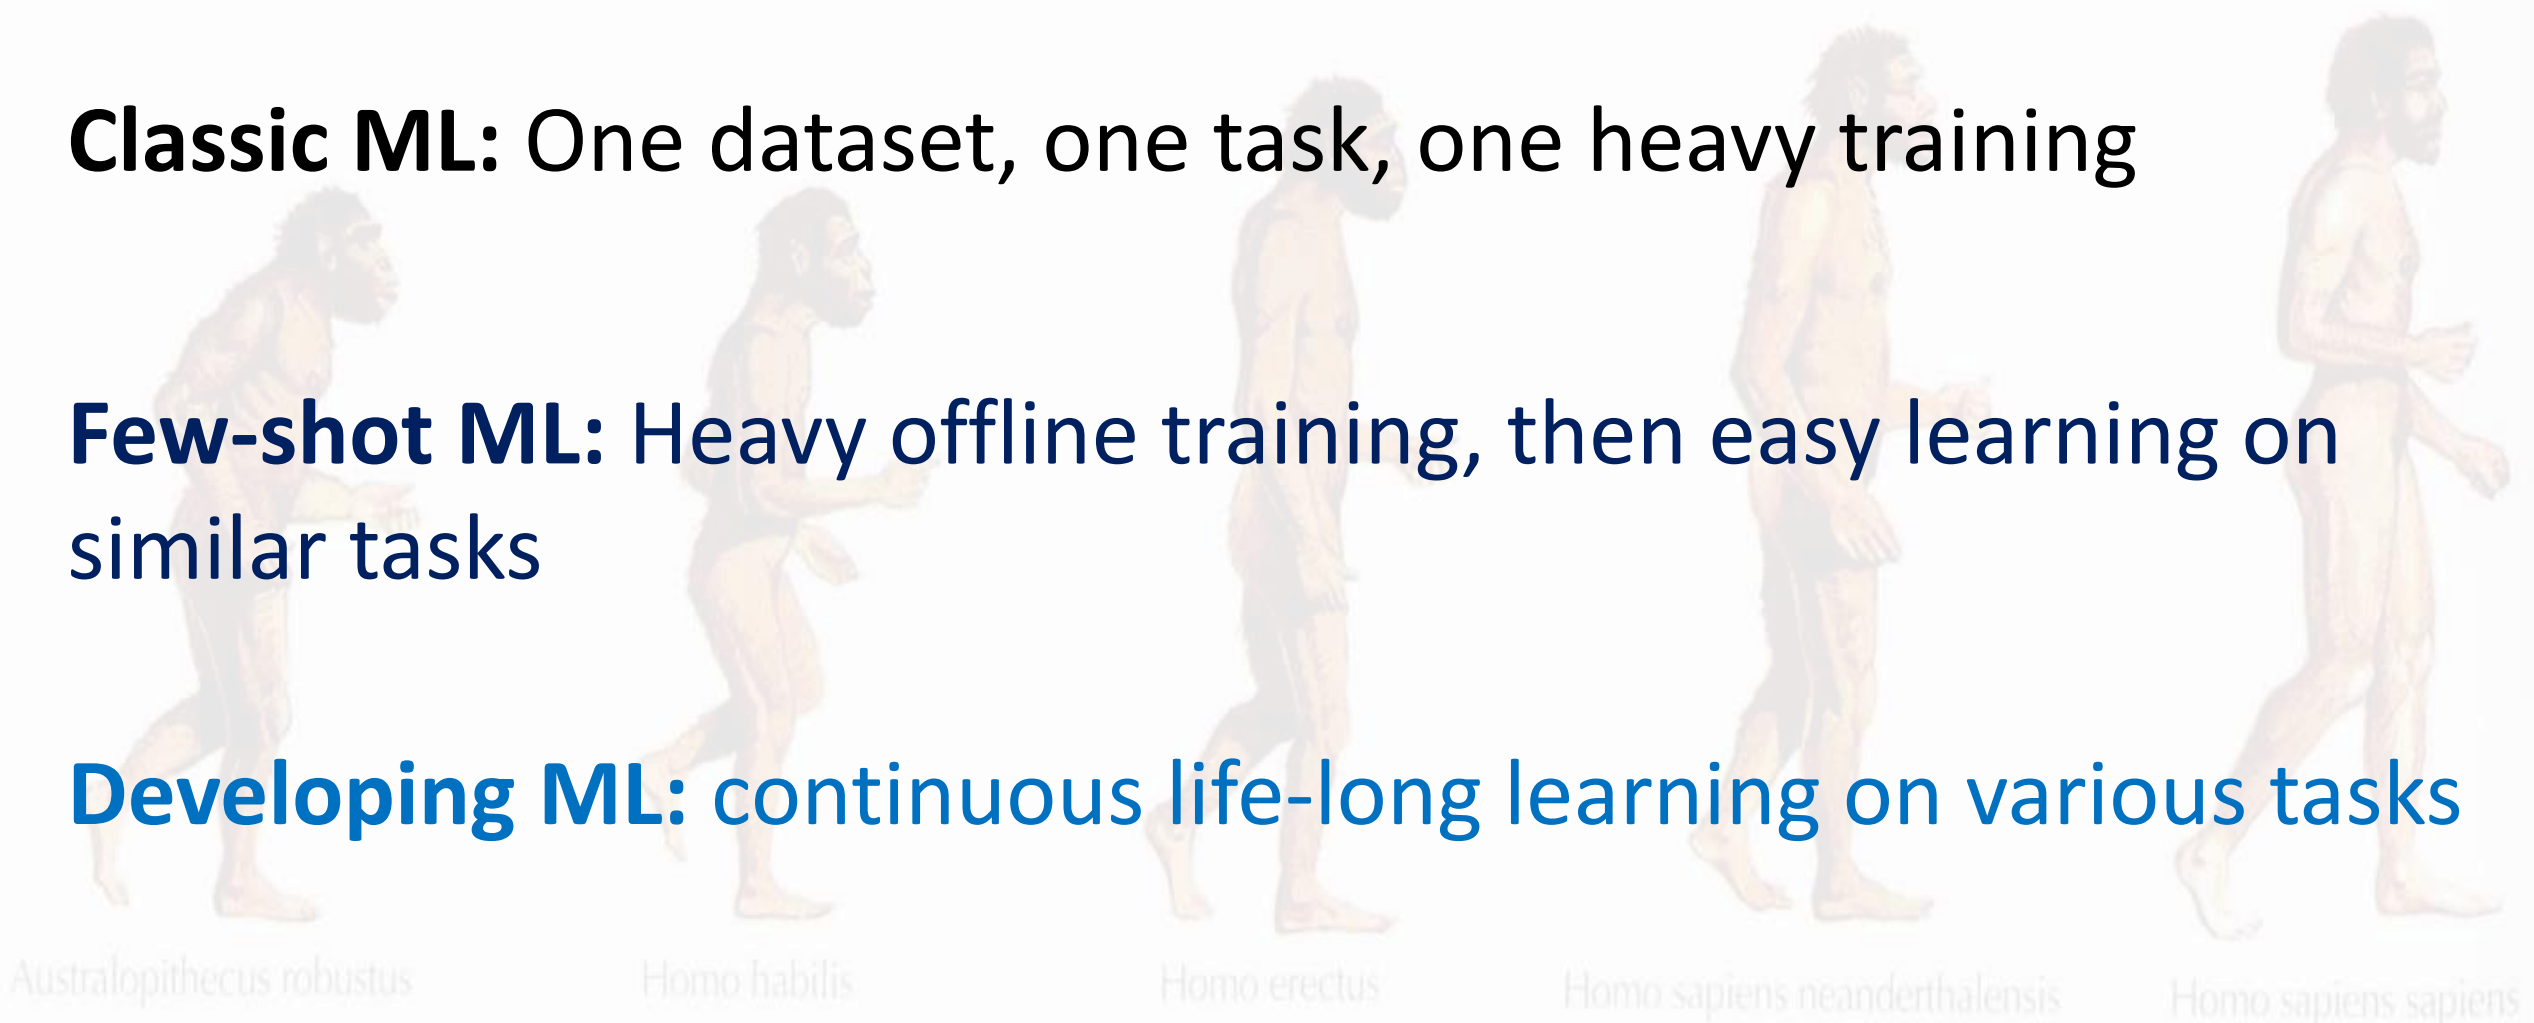 Classic ML: One dataset, one task, one heavy training
Few-shot ML: Heavy offline training, then easy learning on
similar tasks
Developing ML: continuous life-long learning on various tasks
Australopithecus robustus
Homo habilis
Homo erectus
Homo sapiens neanderthalensis
Homo sapiens sapiens